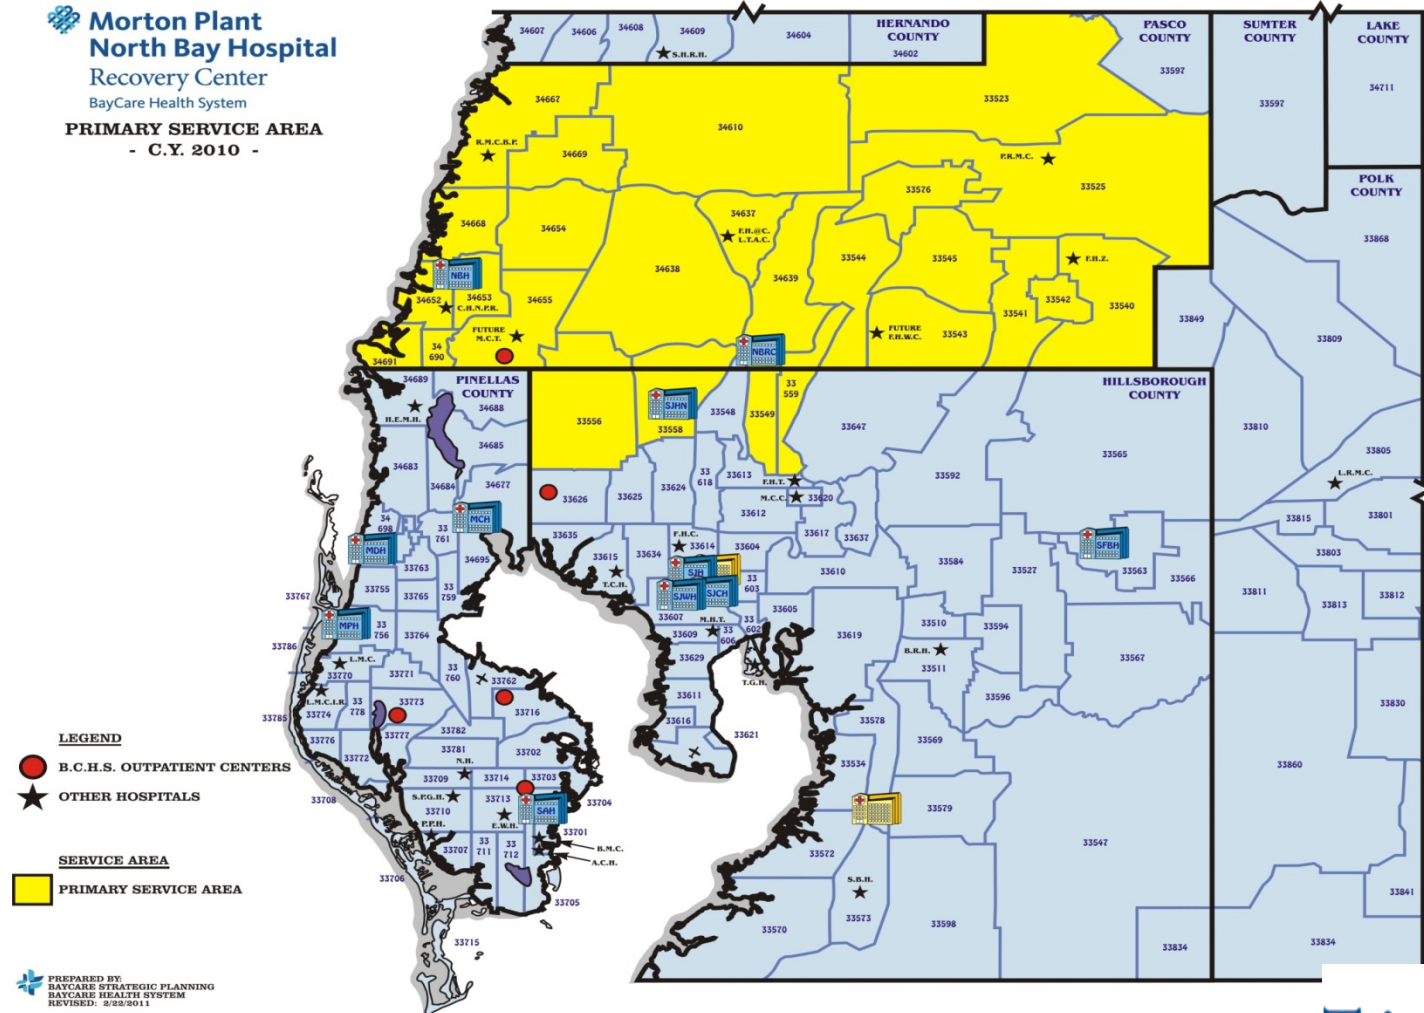 Morton Plant
North Bay Hospital
Recovery Center
BayCare Health System
PRIMARY SERVICE AREA
- C.Y. 2010 -
HERNANDO
COUNTY
PASCO
COUNTY
SUMTER
COUNTY
LAKE
COUNTY
34607
34606
34608
34609
34604
34602
S.H.R.H.
33597
33597
34711
34667
34610
33523
R.M.C.B.P.
34669
P.R.M.C.
33576
33525
POLK
COUNTY
34668
34654
34637
F.H.@C.
L.T.A.C.
33868
34638
34639
33544
33545
F.H.Z.
NBH
34652
34653
C.H.N.P.R.
34655
33542
33541
33540
33849
FUTURE
M.C.T.
FUTURE
F.H.W.C.
33543
33809
34
690
34691
NBRC
34689
PINELLAS
COUNTY
HILLSBOROUGH
COUNTY
34688
H.E.M.H.
SJHN
33556
33558
33548
33549
33
559
33647
33810
34685
34683
34684
34677
33565
33805
L.R.M.C.
33592
33626
33625
33624
33
618
33613
F.H.T.
M.C.C.
33620
33612
33815
33801
34
698
33
761
MCH
33635
F.H.C.
33614
33604
33617
33637
SFBH
33803
MDH
33763
34695
33615
33634
T.C.H.
SJH
33610
33584
33527
33563
33566
33755
33765
33
759
SJWH
SJCH
33
603
33811
33813
33812
33767
MPH
33
756
33764
33607
M.H.T.
33609
33
606
33
602
33605
33619
33510
33594
33786
L.M.C.
33770
33771
33
760
33762
33629
B.R.H.
33511
33567
T.G.H.
L.M.C.I.R.
33774
33
778
33773
33716
33611
33596
33785
33777
33616
33621
33578
33830
33776
33782
33569
LEGEND
B.C.H.S. OUTPATIENT CENTERS
OTHER HOSPITALS
33772
33781
33702
33534
33860
N.H.
33709
33714
33703
33708
S.P.G.H.
33710
33713
E.W.H.
SAH
33704
33579
P.P.H.
33701
B.M.C.
A.C.H.
33707
33
711
33
712
33572
33547
SERVICE AREA
PRIMARY SERVICE AREA
33706
33705
S.B.H.
33573
33841
33715
33570
33598
33834
33834
PREPARED BY:
BAYCARE STRATEGIC PLANNING
BAYCARE HEALTH SYSTEM
REVISED: 2/22/2011